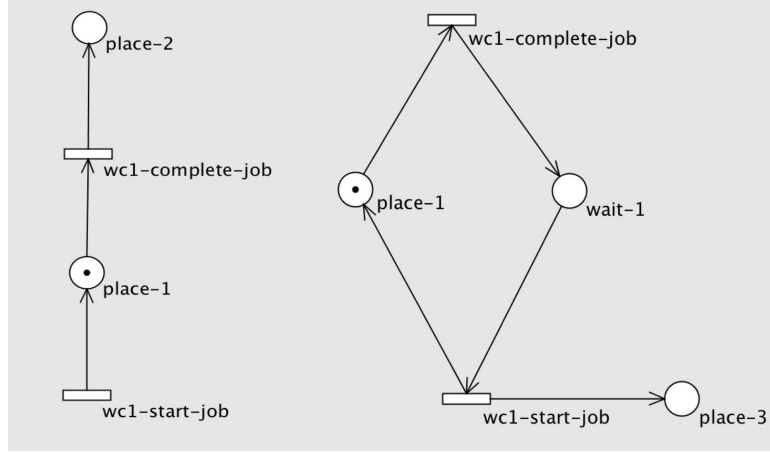 place-2
wc1-complete-job
place-1
wc1-start-job
wc1-complete-job
place-1
wait-1
wc1-start-job
place-3